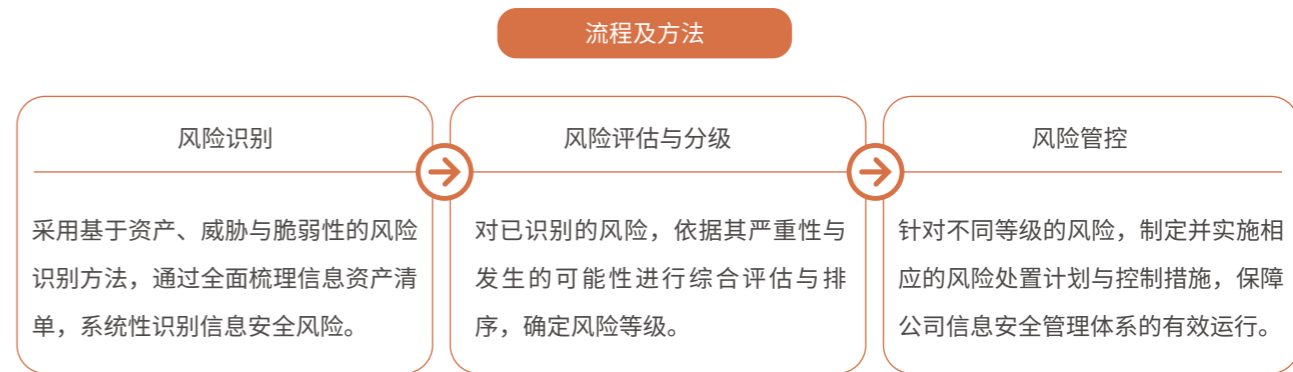 流程及方法
风险识别
采用基于资产、威胁与脆弱性的风险
识别方法，通过全面梳理信息资产清
单，系统性识别信息安全风险。
风险评估与分级
对已识别的风险，依据其严重性与
发生的可能性进行综合评估与排
序，确定风险等级。
风险管控
针对不同等级的风险，制定并实施相
应的风险处置计划与控制措施，保障
公司信息安全管理体系的有效运行。